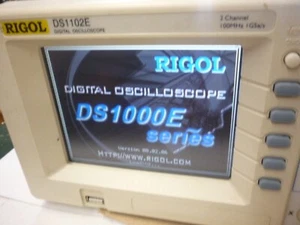 RIGOL
DS1102E
DIGITAL OSCILLOSCOPE
2 Channel
100MHz 1GSa/s
RIGOL
DIGITAL OSCILLOSCOPE
DS1000E
series
HTTP://WWW.RIGOL.COM